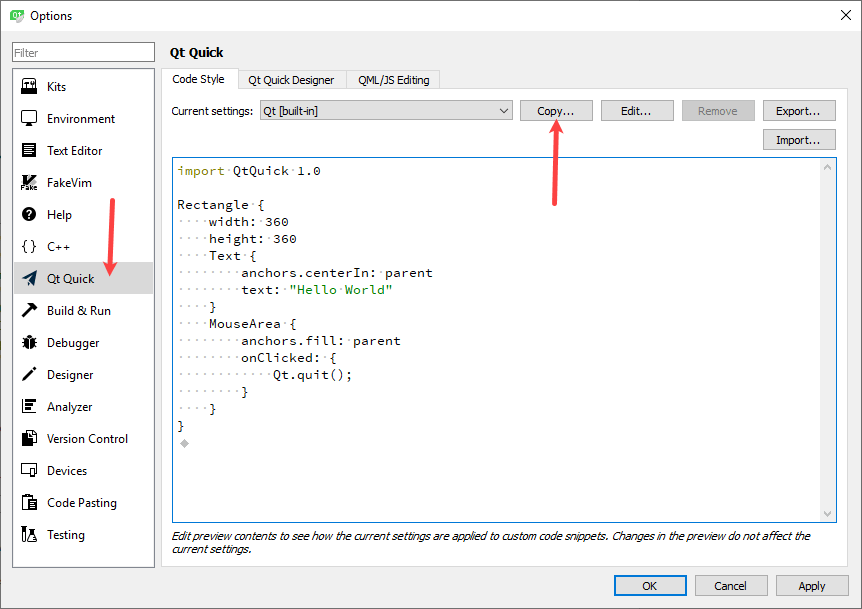 Qt Options
Filter
Kits
Environment
Text Editor
Fake FakeVim
Help
C++
Qt Quick
Build & Run
Debugger
Designer
Analyzer
Version Control
Devices
Code Pasting
Testing
Qt Quick
Code Style Qt Quick Designer QML/JS Editing
Current settings: Qt [built-in] Copy... Edit... Remove Export...
Import...
import QtQuick 1.0
Rectangle {
····width: 360
····height: 360
····Text {
········anchors.centerIn: parent
········text: "Hello World"
····}
····MouseArea {
········anchors.fill: parent
········onClicked: {
············Qt.quit();
········}
····}
}
Edit preview contents to see how the current settings are applied to custom code snippets. Changes in the preview do not affect the
current settings.
OK Cancel Apply